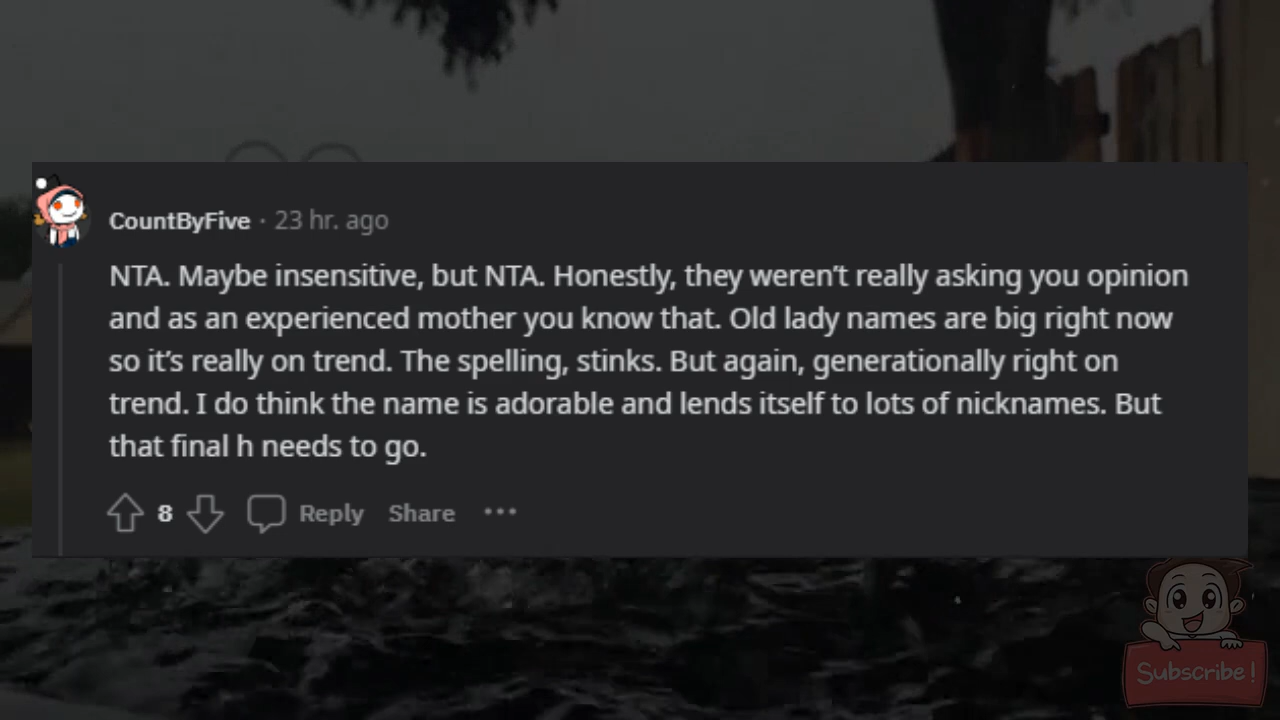 CountByFive · 23 hr. ago
NTA. Maybe insensitive, but NTA. Honestly, they weren’t really asking you opinion
and as an experienced mother you know that. Old lady names are big right now
so it’s really on trend. The spelling, stinks. But again, generationally right on
trend. I do think the name is adorable and lends itself to lots of nicknames. But
that final h needs to go.
8 Reply Share ···
Subscribe!